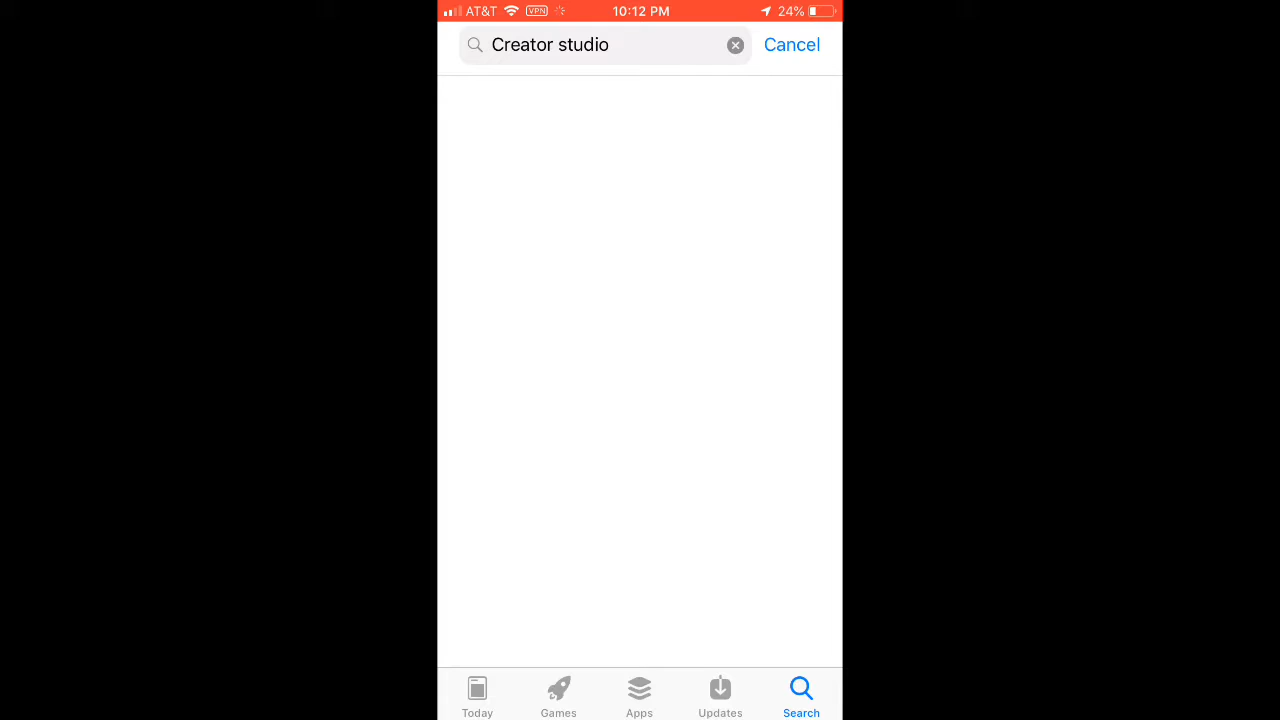 AT&T VPN 10:12 PM 24%
Creator studio Cancel
Today Games Apps Updates Search